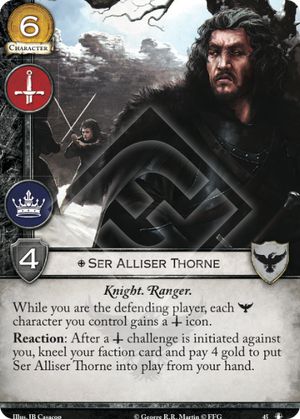 6
Character
4
Ser Alliser Thorne
Knight. Ranger.
While you are the defending player, each
character you control gains a icon.
Reaction: After a challenge is initiated against
you, kneel your faction card and pay 4 gold to put
Ser Alliser Thorne into play from your hand.
Illus. IB Casacop © George R.R. Martin © FFG 45